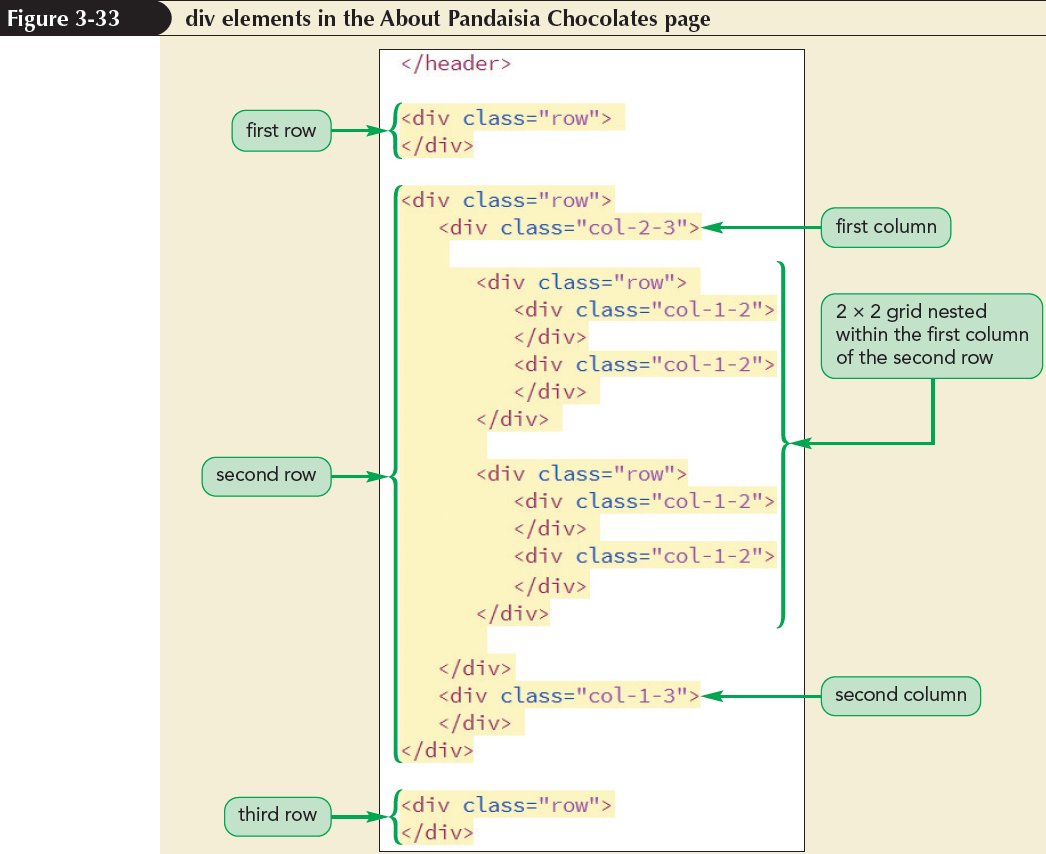 Figure 3-33 div elements in the About Pandaisia Chocolates page
</header>
first row
<div class="row">
</div>
second row
<div class="row">
<div class="col-2-3">
first column
<div class="row">
<div class="col-1-2">
</div>
<div class="col-1-2">
</div>
</div>
2 × 2 grid nested
within the first column
of the second row
<div class="row">
<div class="col-1-2">
</div>
<div class="col-1-2">
</div>
</div>
</div>
<div class="col-1-3">
second column
</div>
</div>
third row
<div class="row">
</div>